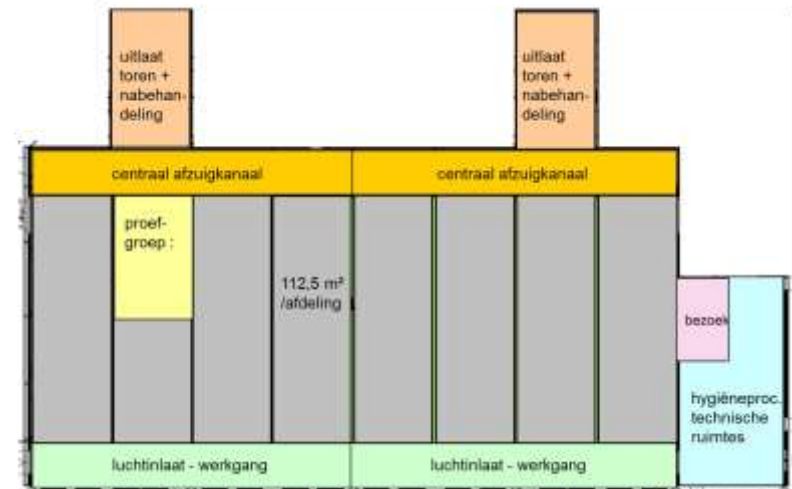 uitlaat
toren +
nabehan-
deling
uitlaat
toren +
nabehan-
deling
centraal afzuigkanaal
centraal afzuigkanaal
proef-
groep :
112,5 m²
/afdeling
bezoek
hygiëneproc.
technische
ruimtes
luchtinlaat - werkgang
luchtinlaat - werkgang